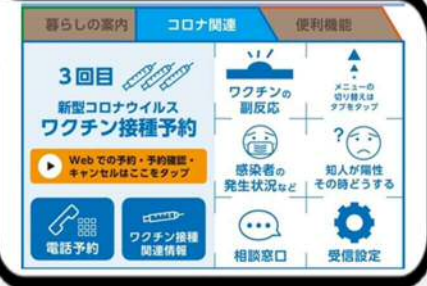 暮らしの案内
コロナ関連
便利機能
3回目
新型コロナウイルス
ワクチン接種予約
Webでの予約・予約確認・
キャンセルはここをタップ
電話予約
ワクチン接種
関連情報
ワクチンの
副反応
メニューの
切り替えは
タブをタップ
感染者の
発生状況など
?
知人が陽性
その時どうする
相談窓口
受信設定